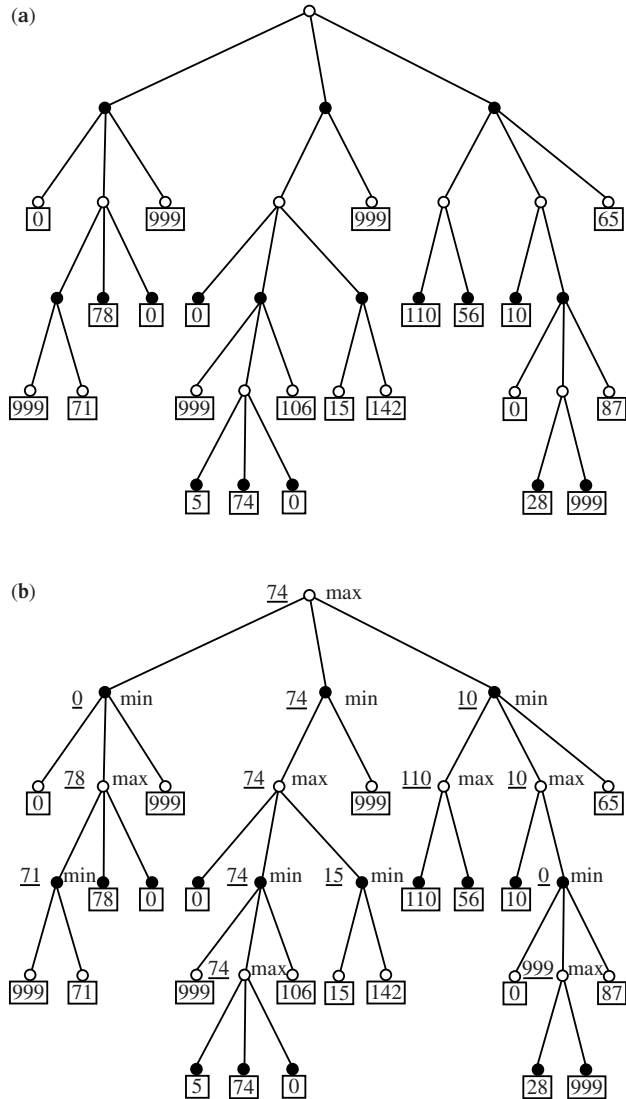 (a)
0 999 999 65
78 0 0 110 56 10
999 71 999 106 15 142 0 87
5 74 0 28 999
(b)
74 max
0 min 74 min 10 min
78 max 74 max 110 max 10 max
0 999 999 65
71 min 74 min 15 min 0 min
78 0 0 110 56 10
74 max 999 max
999 71 999 106 15 142 0 87
5 74 0 28 999